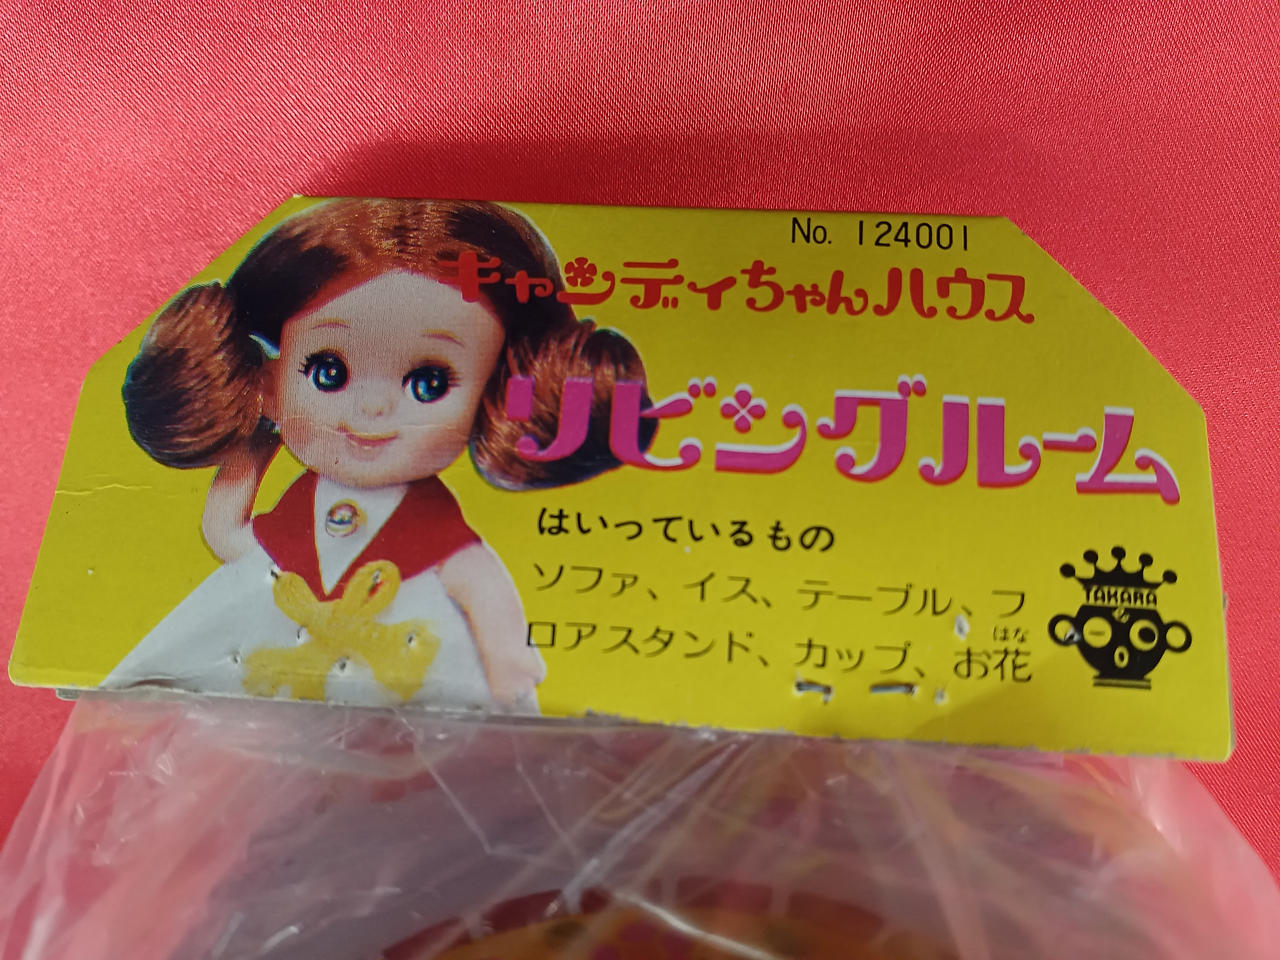 No. 124001
キャンディちゃんハウス
リビングルーム
はいっているもの
ソファ、イス、テーブル、フ
ロアスタンド、カップ、お花
はな
TAKARA